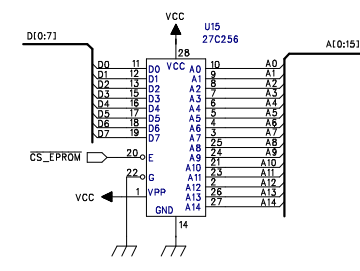 VCC
U15
27C256
D[0:7]
A[0:15]
28
VCC
D0 11 D0 A0 10 A0
D1 12 D1 A1 9 A1
D2 13 D2 A2 8 A2
D3 15 D3 A3 7 A3
D4 16 D4 A4 6 A4
D5 17 D5 A5 5 A5
D6 18 D6 A6 4 A6
D7 19 D7 A7 3 A7
A8 25 A8
CS_EPROM 20 E A9 24 A9
A10 21 A10
22 G A11 23 A11
A12 2 A12
VCC 1 VPP A13 26 A13
A14 27 A14
GND
14